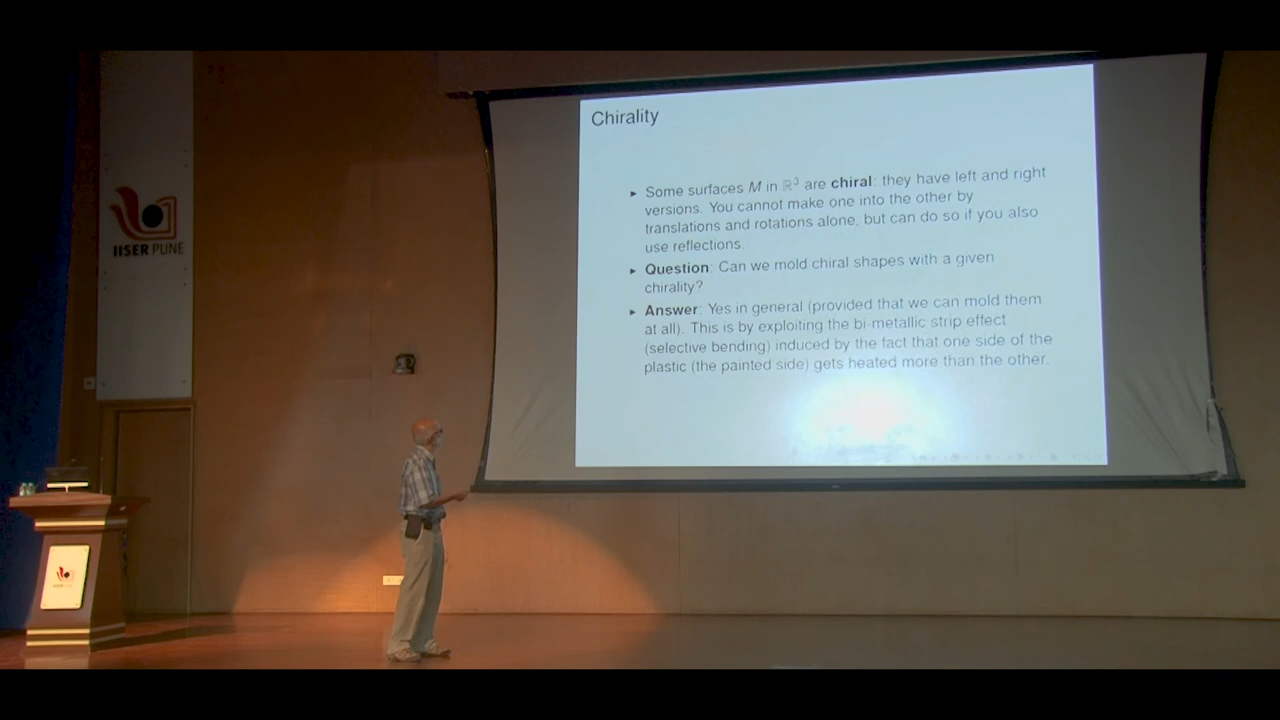 Chirality
▸ Some surfaces M in ℝ³ are chiral: they have left and right
versions. You cannot make one into the other by
translations and rotations alone, but can do so if you also
use reflections.
▸ Question: Can we mold chiral shapes with a given
chirality?
▸ Answer: Yes in general (provided that we can mold them
at all). This is by exploiting the bi-metallic strip effect
(selective bending) induced by the fact that one side of the
plastic (the painted side) gets heated more than the other.
IISER PUNE